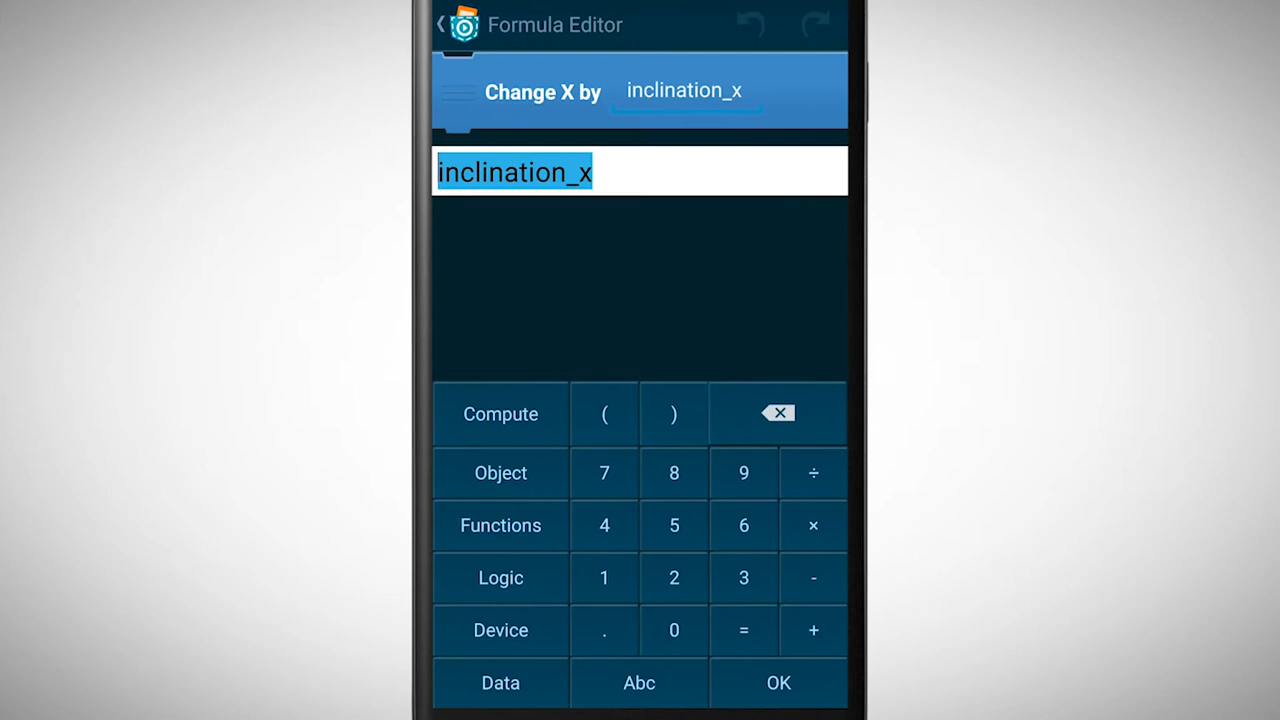 Formula Editor
Change X by inclination_x
inclination_x
Compute ( )
Object 7 8 9 ÷
Functions 4 5 6 ×
Logic 1 2 3 -
Device . 0 = +
Data Abc OK